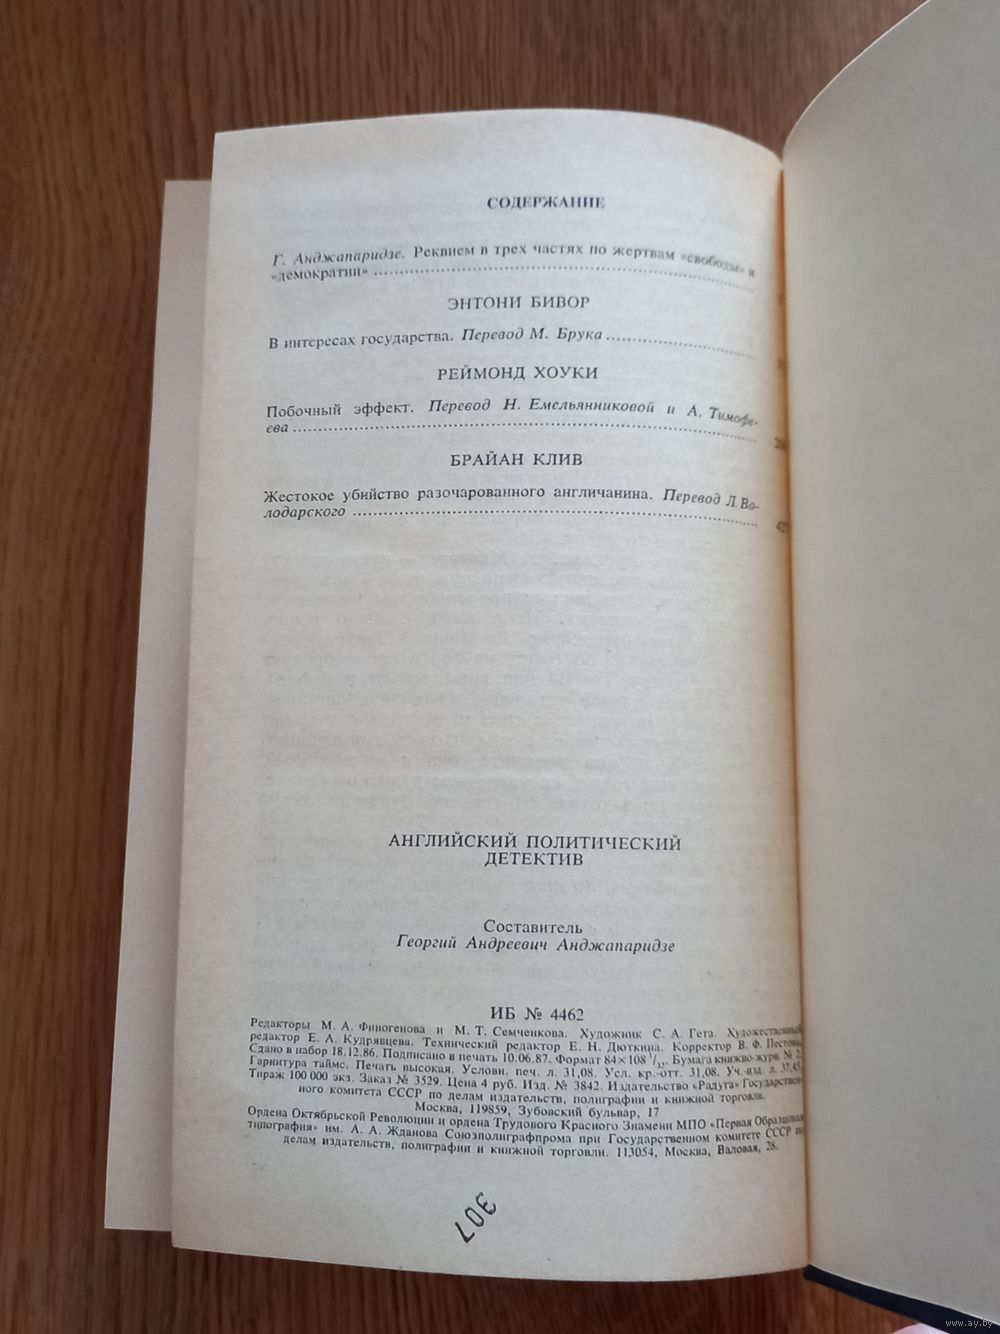 СОДЕРЖАНИЕ
Г. Анджапаридзе. Реквием в трех частях по жертвам «свободы» и
«демократии»
ЭНТОНИ БИВОР
В интересах государства. Перевод М. Брука
РЕЙМОНД ХОУКИ
Побочный эффект. Перевод Н. Емельянниковой и А. Тимофе-
ева
БРАЙАН КЛИВ
Жестокое убийство разочарованного англичанина. Перевод Л. Во-
лодарского
АНГЛИЙСКИЙ ПОЛИТИЧЕСКИЙ
ДЕТЕКТИВ
Составитель
Георгий Андреевич Анджапаридзе
ИБ № 4462
Редакторы М. А. Финогенова и М. Т. Семченкова. Художник С. А. Гета. Художественный
редактор Е. А. Кудрявцева. Технический редактор Е. Н. Дюткина. Корректор В. Ф. Пестова.
Сдано в набор 18.12.86. Подписано в печать 10.06.87. Формат 84×108 1/32. Бумага книжно-журн. № 2.
Гарнитура таймс. Печать высокая. Условн. печ. л. 31,08. Усл. кр.-отт. 31,08. Уч.-изд. л. 37,45.
Тираж 100 000 экз. Заказ № 3529. Цена 4 руб. Изд. № 3842. Издательство «Радуга» Государствен-
ного комитета СССР по делам издательств, полиграфии и книжной торговли.
Москва, 119859, Зубовский бульвар, 17
Ордена Октябрьской Революции и ордена Трудового Красного Знамени МПО «Первая Образцовая
типография» им. А. А. Жданова Союзполиграфпрома при Государственном комитете СССР по
делам издательств, полиграфии и книжной торговли. 113054, Москва, Валовая, 28.
307
www.ay.by